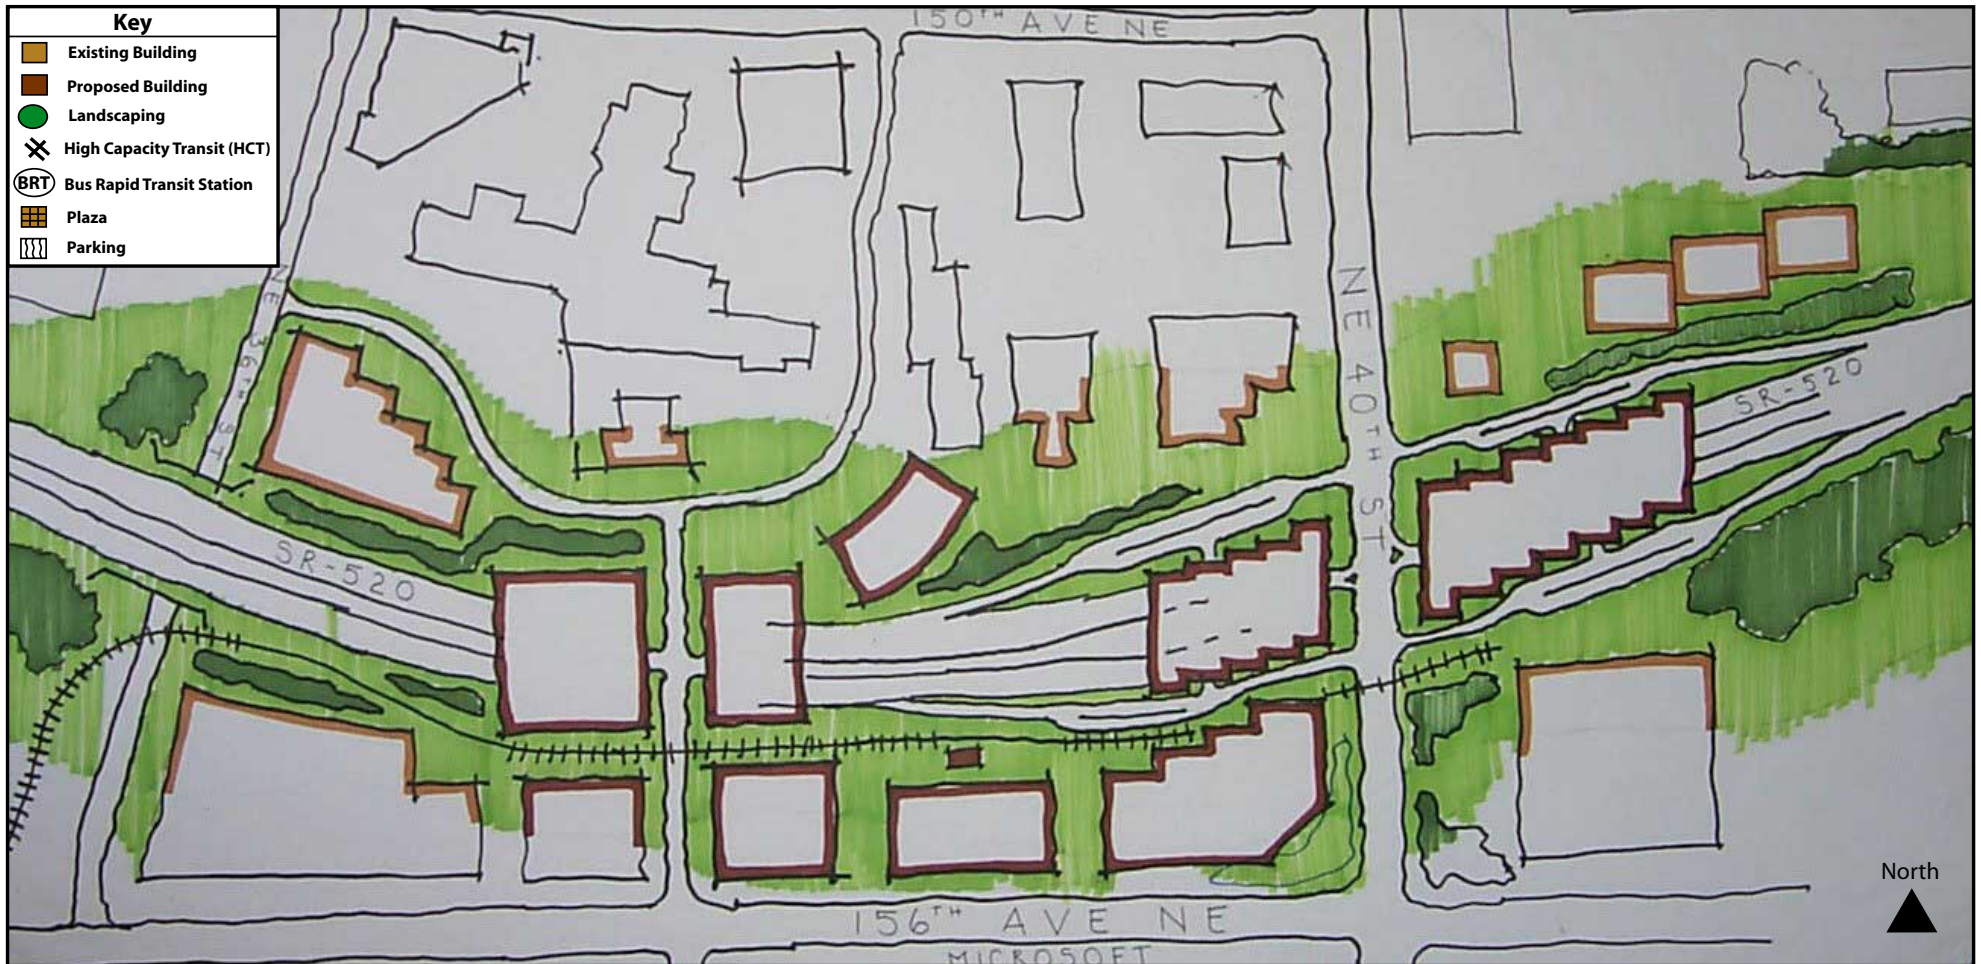 Key
Existing Building
Proposed Building
Landscaping
High Capacity Transit (HCT)
BRT Bus Rapid Transit Station
Plaza
Parking
150TH AVE NE
NE 36TH ST
NE 40TH ST
SR-520
SR-520
156TH AVE NE
MICROSOFT
North